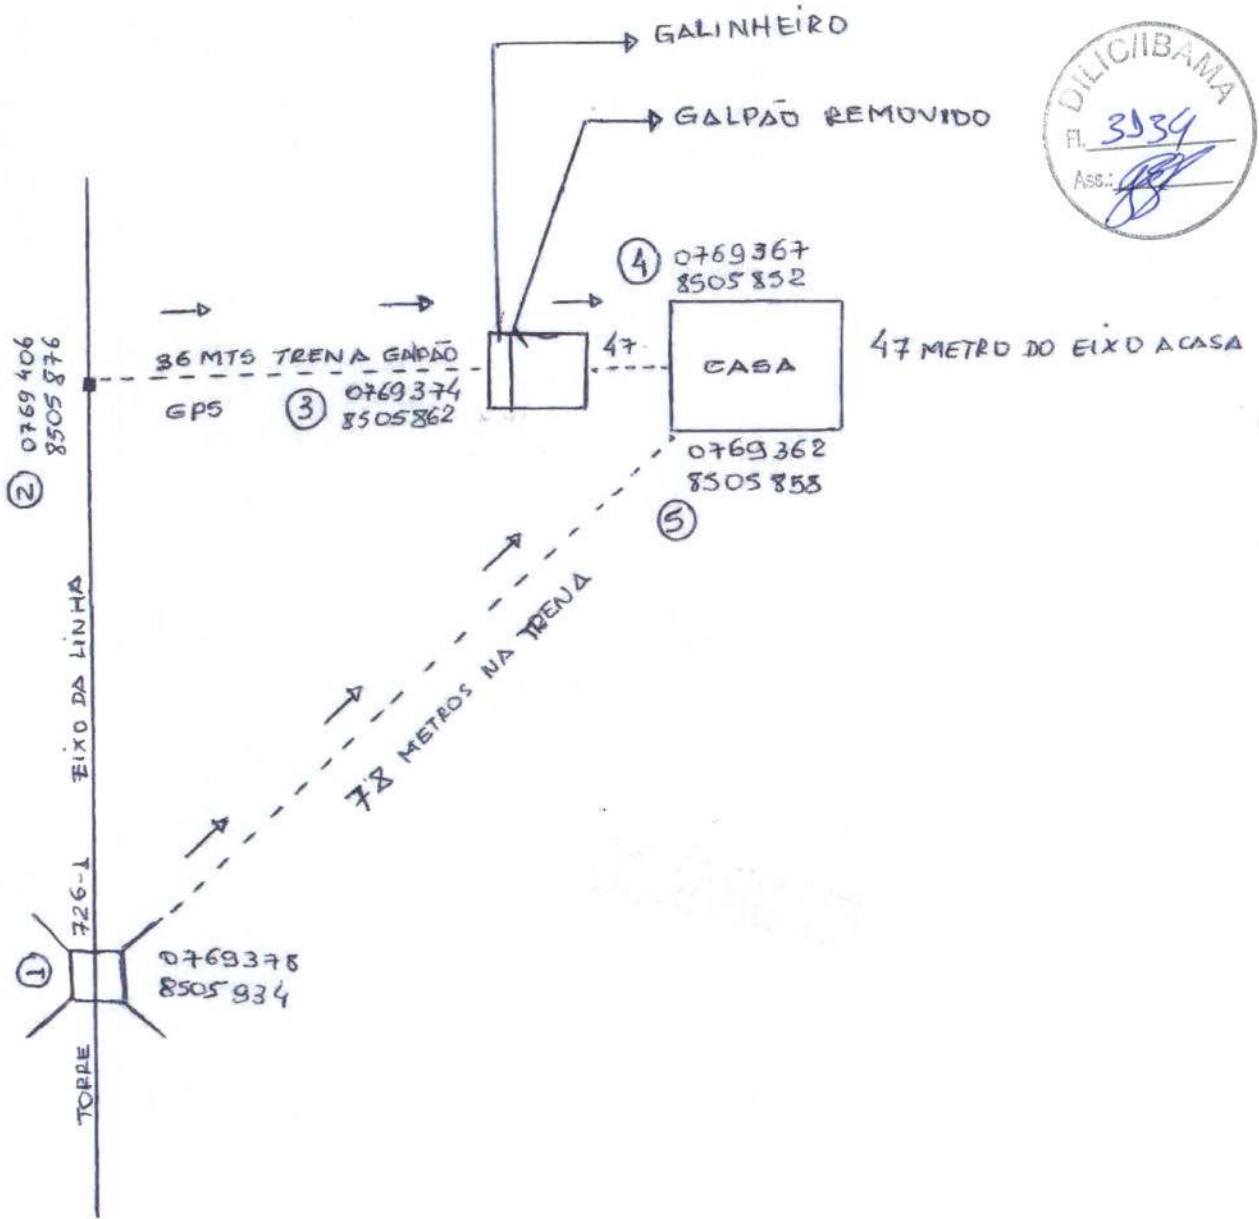 GALINHEIRO
GALPÃO REMOVIDO
DILIC/IBAMA
Fl. 3934
Ass.:
④ 0769367
8505852
② 0769406
8505876
36 MTS TRENA GALPÃO
GPS
③ 0769374
8505862
47
CASA
47 METRO DO EIXO A CASA
0769362
8505858
⑤
EIXO DA LINHA
78 METROS NA TRENA
726-1
①
0769378
8505934
TORRE